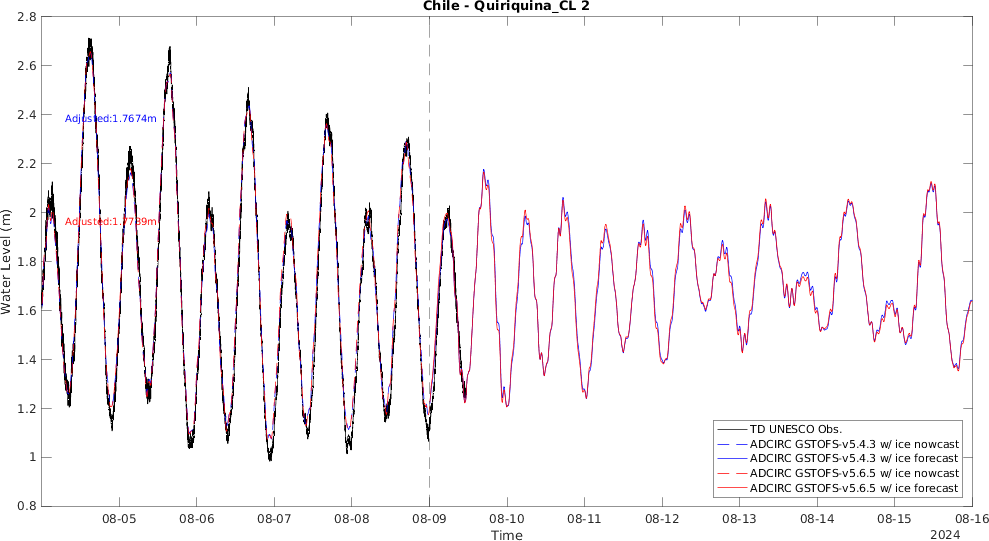 Chile - Quiriquina_CL 2
2.8
2.6
2.4
2.2
2
1.8
1.6
1.4
1.2
1
0.8
Water Level (m)
Adjusted:1.7674m
Adjusted:1.7789m
TD UNESCO Obs.
ADCIRC GSTOFS-v5.4.3 w/ ice nowcast
ADCIRC GSTOFS-v5.4.3 w/ ice forecast
ADCIRC GSTOFS-v5.6.5 w/ ice nowcast
ADCIRC GSTOFS-v5.6.5 w/ ice forecast
08-05 08-06 08-07 08-08 08-09 08-10 08-11 08-12 08-13 08-14 08-15 08-16
Time
2024